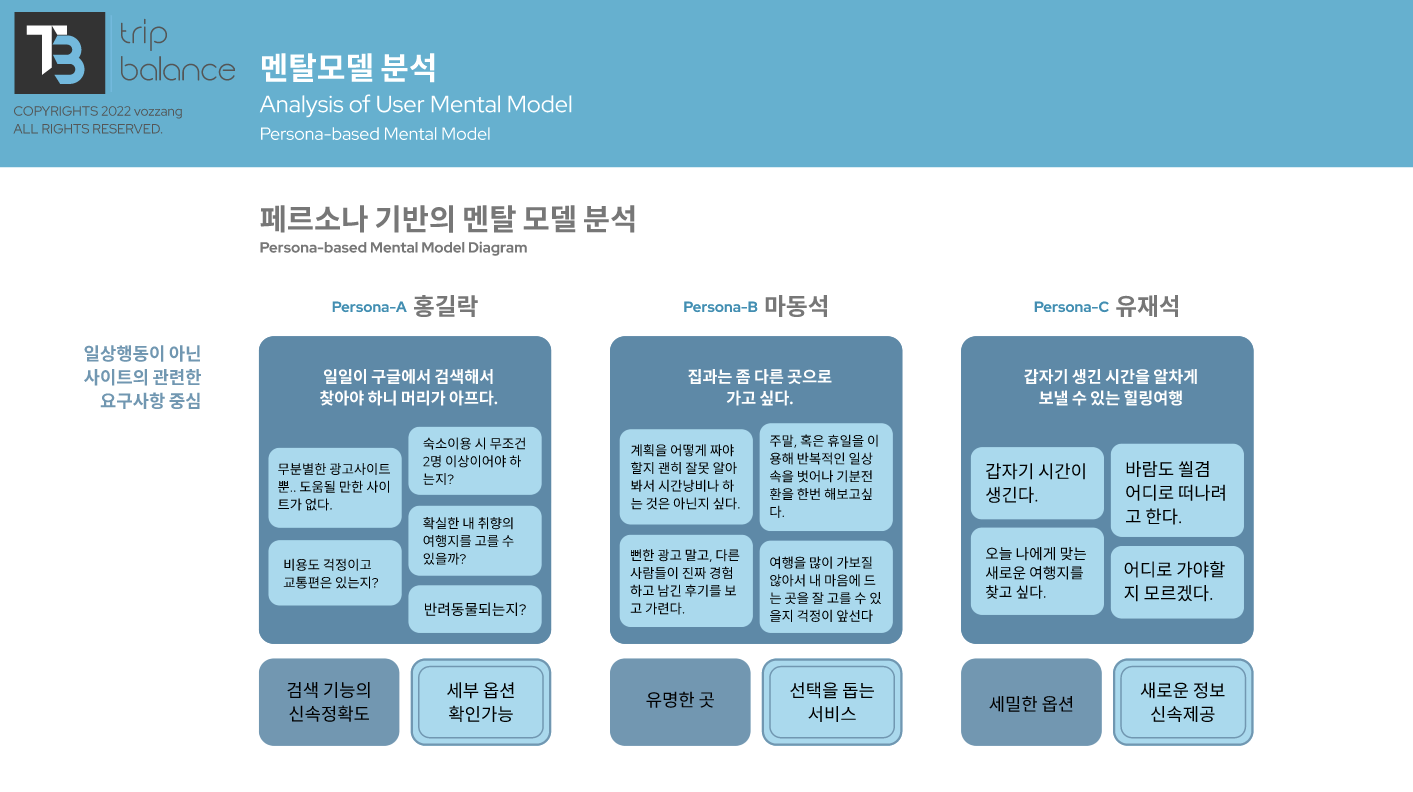 TB
trip
balance
COPYRIGHTS 2022 vozzang
ALL RIGHTS RESERVED.
멘탈모델 분석
Analysis of User Mental Model
Persona-based Mental Model
페르소나 기반의 멘탈 모델 분석
Persona-based Mental Model Diagram
일상행동이 아닌
사이트의 관련한
요구사항 중심
Persona-A 홍길락
일일이 구글에서 검색해서
찾아야 하니 머리가 아프다.
무분별한 광고사이트
뿐.. 도움될 만한 사이
트가 없다.
비용도 걱정이고
교통편은 있는지?
숙소이용 시 무조건
2명 이상이어야 하
는지?
확실한 내 취향의
여행지를 고를 수
있을까?
반려동물되는지?
검색 기능의
신속정확도
세부 옵션
확인가능
Persona-B 마동석
집과는 좀 다른 곳으로
가고 싶다.
계획을 어떻게 짜야
할지 괜히 잘못 알아
봐서 시간낭비나 하
는 것은 아닌지 싶다.
뻔한 광고 말고, 다른
사람들이 진짜 경험
하고 남긴 후기를 보
고 가련다.
주말, 혹은 휴일을 이
용해 반복적인 일상
속을 벗어나 기분전
환을 한번 해보고싶
다.
여행을 많이 가보질
않아서 내 마음에 드
는 곳을 잘 고를 수 있
을지 걱정이 앞선다
유명한 곳
선택을 돕는
서비스
Persona-C 유재석
갑자기 생긴 시간을 알차게
보낼 수 있는 힐링여행
갑자기 시간이
생긴다.
오늘 나에게 맞는
새로운 여행지를
찾고 싶다.
바람도 쐴겸
어디로 떠나려
고 한다.
어디로 가야할
지 모르겠다.
세밀한 옵션
새로운 정보
신속제공